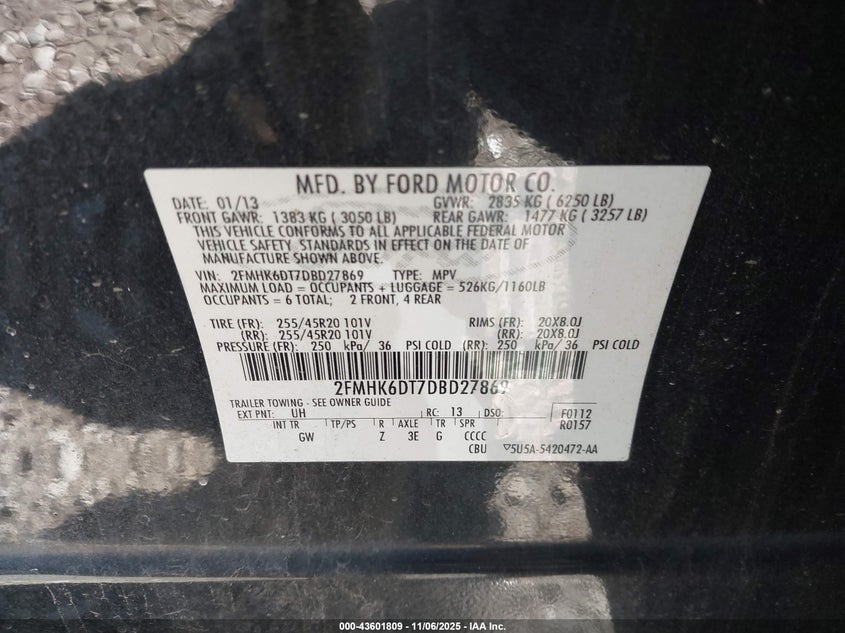 MFD. BY FORD MOTOR CO.
DATE: 01/13 GVWR: 2835 KG ( 6250 LB)
FRONT GAWR: 1383 KG ( 3050 LB) REAR GAWR: 1477 KG ( 3257 LB)
THIS VEHICLE CONFORMS TO ALL APPLICABLE FEDERAL MOTOR
VEHICLE SAFETY STANDARDS IN EFFECT ON THE DATE OF
MANUFACTURE SHOWN ABOVE.
VIN: 2FMHK6DT7DBD27869 TYPE: MPV
MAXIMUM LOAD = OCCUPANTS + LUGGAGE = 526KG/1160LB
OCCUPANTS = 6 TOTAL; 2 FRONT, 4 REAR
TIRE (FR): 255/45R20 101V RIMS (FR): 20X8.0J
(RR): 255/45R20 101V (RR): 20X8.0J
PRESSURE (FR): 250 kPa/ 36 PSI COLD (RR): 250 kPa/ 36 PSI COLD
2FMHK6DT7DBD27869
TRAILER TOWING - SEE OWNER GUIDE
EXT PNT: UH RC: 13 DSO: F0112
INT TR TP/PS R AXLE TR SPR R0157
GW Z 3E G CCCC
CBU 5U5A-5420472-AA
000-43601809 - 11/06/2025 - IAA Inc.